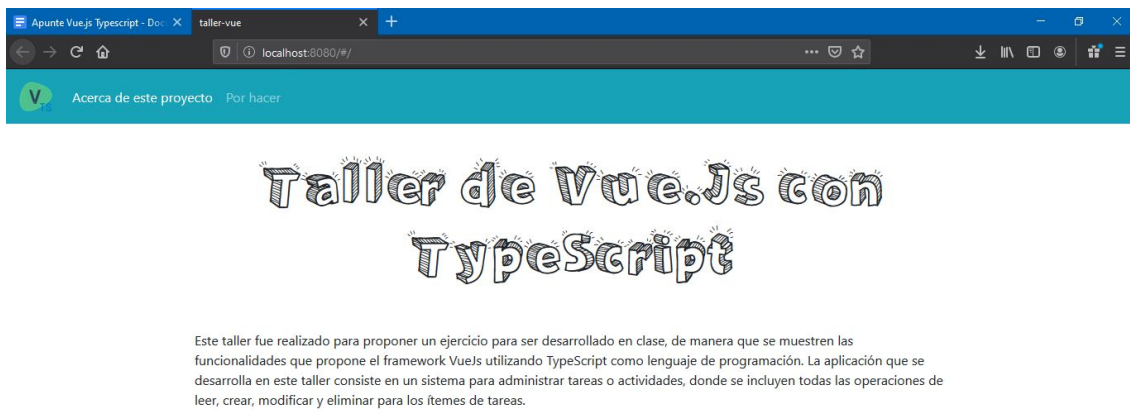 Apunte Vue.js Typescript - Doc
taller-vue
localhost:8080/#/
V
TS
Acerca de este proyecto Por hacer
Taller de Vue.Js con
TypeScript
Este taller fue realizado para proponer un ejercicio para ser desarrollado en clase, de manera que se muestren las
funcionalidades que propone el framework VueJs utilizando TypeScript como lenguaje de programación. La aplicación que se
desarrolla en este taller consiste en un sistema para administrar tareas o actividades, donde se incluyen todas las operaciones de
leer, crear, modificar y eliminar para los ítemes de tareas.